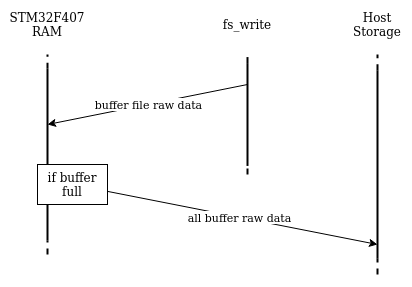 STM32F407
RAM
fs_write
Host
Storage
buffer file raw data
if buffer
full
all buffer raw data